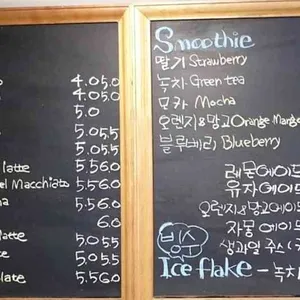 4.0 5.0
4.0 5.0
5.0
5.0 5.5
5.0 5.5
latte 5.5 6.0
el Macchiato 5.5 6.0
na 5.5 6.0
6.0
atte 5.0 5.5
5.0 5.5
late 5.5 6.0
Smoothie
딸기 Strawberry
녹차 Green tea
모카 Mocha
오렌지&망고 Orange Mango
블루베리 Blueberry
레몬에이드
유자에이드
오렌지&망고에이드
자몽에이드
생과일 주스 (
빙수
Ice flake - 녹차